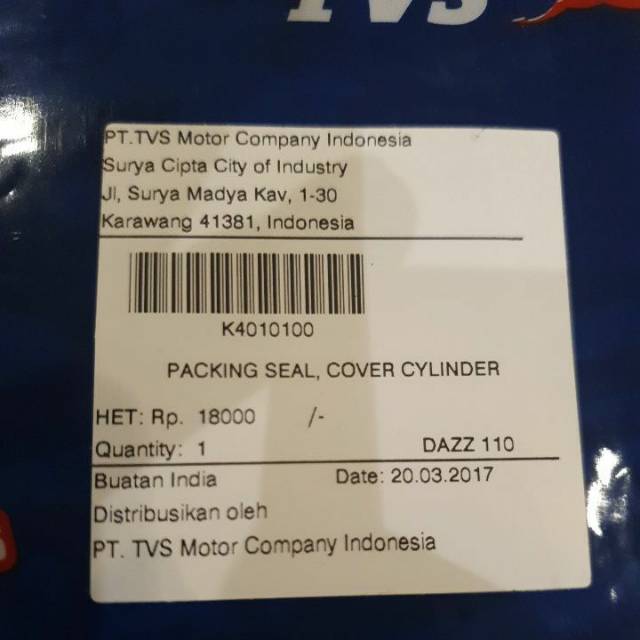 TVS
PT.TVS Motor Company Indonesia
Surya Cipta City of Industry
Jl, Surya Madya Kav, 1-30
Karawang 41381, Indonesia
K4010100
PACKING SEAL, COVER CYLINDER
HET: Rp. 18000 /-
Quantity: 1 DAZZ 110
Buatan India Date: 20.03.2017
Distribusikan oleh
PT. TVS Motor Company Indonesia